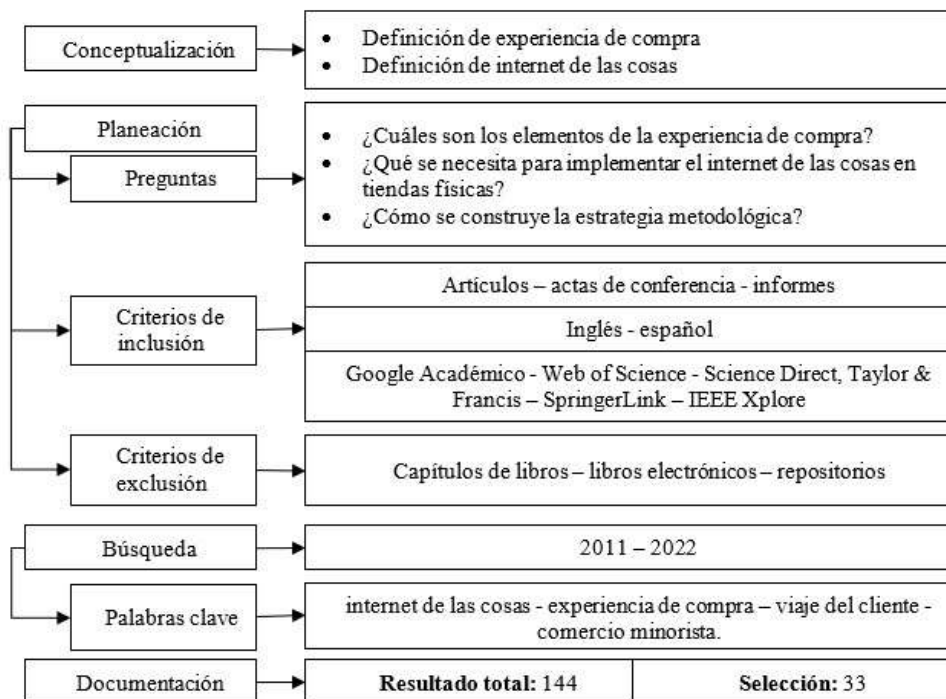 Conceptualización
• Definición de experiencia de compra
• Definición de internet de las cosas
Planeación
Preguntas
• ¿Cuáles son los elementos de la experiencia de compra?
• ¿Qué se necesita para implementar el internet de las cosas en
tiendas físicas?
• ¿Cómo se construye la estrategia metodológica?
Criterios de
inclusión
Artículos – actas de conferencia - informes
Inglés - español
Google Académico - Web of Science - Science Direct, Taylor &
Francis – SpringerLink – IEEE Xplore
Criterios de
exclusión
Capítulos de libros – libros electrónicos – repositorios
Búsqueda
2011 – 2022
Palabras clave
internet de las cosas - experiencia de compra – viaje del cliente -
comercio minorista.
Documentación
Resultado total: 144
Selección: 33